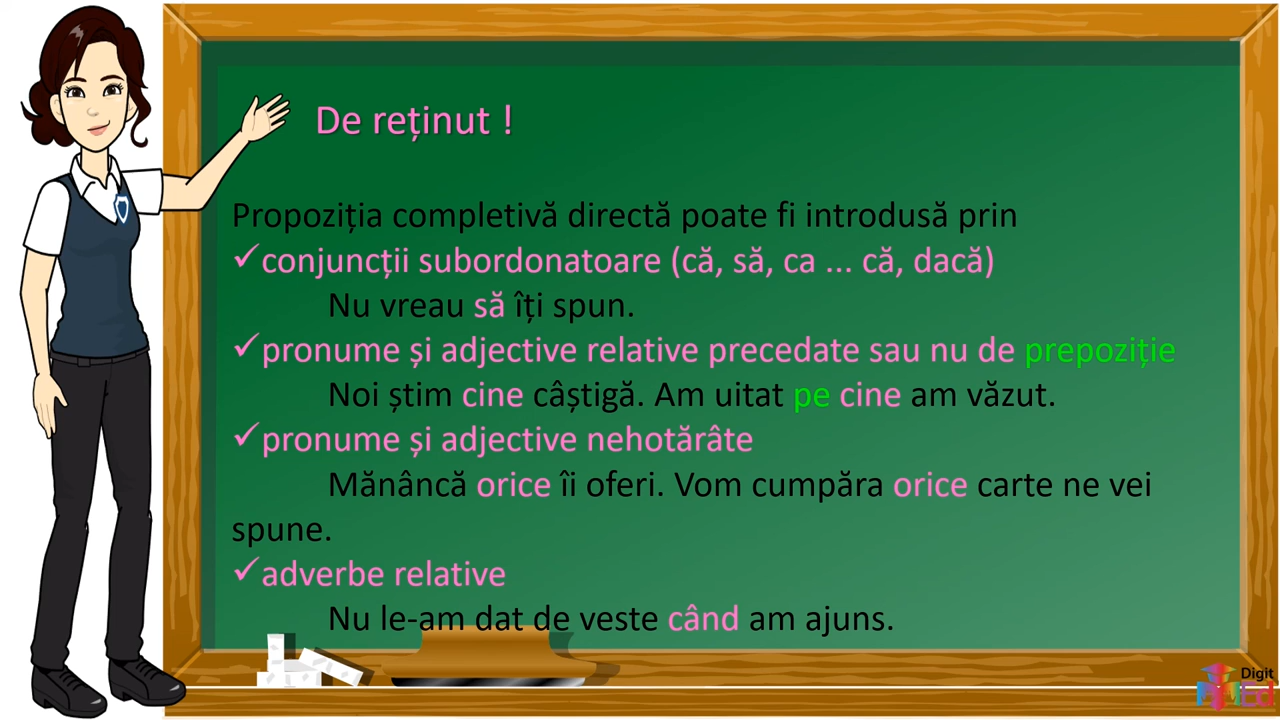 De reținut !
Propoziția completivă directă poate fi introdusă prin
✓conjuncții subordonatoare (că, să, ca ... că, dacă)
Nu vreau să îți spun.
✓pronume și adjective relative precedate sau nu de prepoziție
Noi știm cine câștigă. Am uitat pe cine am văzut.
✓pronume și adjective nehotărâte
Mănâncă orice îi oferi. Vom cumpăra orice carte ne vei
spune.
✓adverbe relative
Nu le-am dat de veste când am ajuns.
Digit